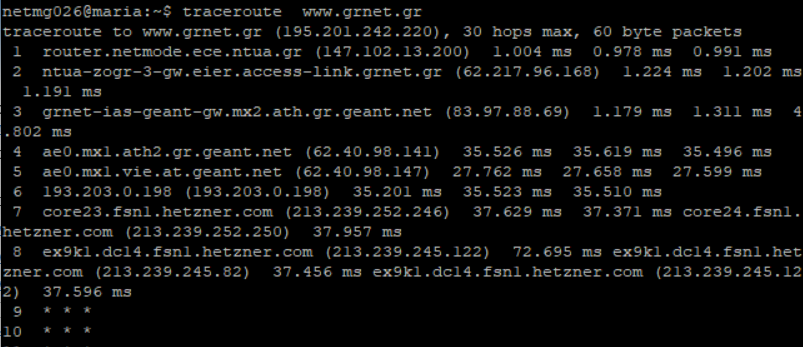 netmg026@maria:~$ traceroute  www.grnet.gr
traceroute to www.grnet.gr (195.201.242.220), 30 hops max, 60 byte packets
 1  router.netmode.ece.ntua.gr (147.102.13.200)  1.004 ms  0.978 ms  0.991 ms
 2  ntua-zogr-3-gw.eier.access-link.grnet.gr (62.217.96.168)  1.224 ms  1.202 ms
  1.191 ms
 3  grnet-ias-geant-gw.mx2.ath.gr.geant.net (83.97.88.69)  1.179 ms  1.311 ms  4
.802 ms
 4  ae0.mx1.ath2.gr.geant.net (62.40.98.141)  35.526 ms  35.619 ms  35.496 ms
 5  ae0.mx1.vie.at.geant.net (62.40.98.147)  27.762 ms  27.658 ms  27.599 ms
 6  193.203.0.198 (193.203.0.198)  35.201 ms  35.523 ms  35.510 ms
 7  core23.fsn1.hetzner.com (213.239.252.246)  37.629 ms  37.371 ms core24.fsn1.
hetzner.com (213.239.252.250)  37.957 ms
 8  ex9k1.dc14.fsn1.hetzner.com (213.239.245.122)  72.695 ms ex9k1.dc14.fsn1.het
zner.com (213.239.245.82)  37.456 ms ex9k1.dc14.fsn1.hetzner.com (213.239.245.12
2)  37.596 ms
 9  * * *
10  * * *